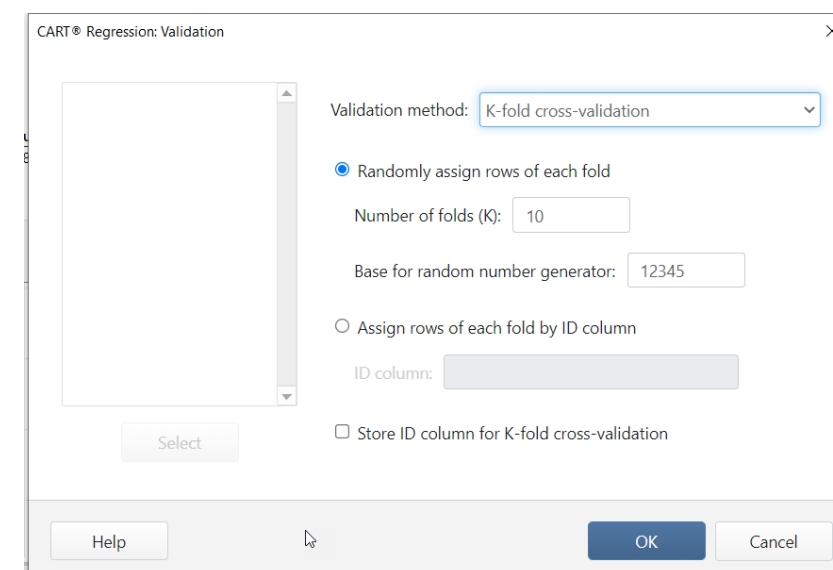 CART® Regression: Validation
Validation method: K-fold cross-validation
Randomly assign rows of each fold
Number of folds (K): 10
Base for random number generator: 12345
Assign rows of each fold by ID column
ID column:
Select
Store ID column for K-fold cross-validation
Help
OK
Cancel